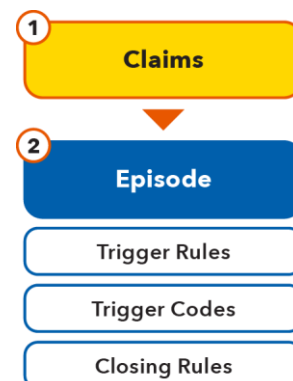 1
Claims
2
Episode
Trigger Rules
Trigger Codes
Closing Rules